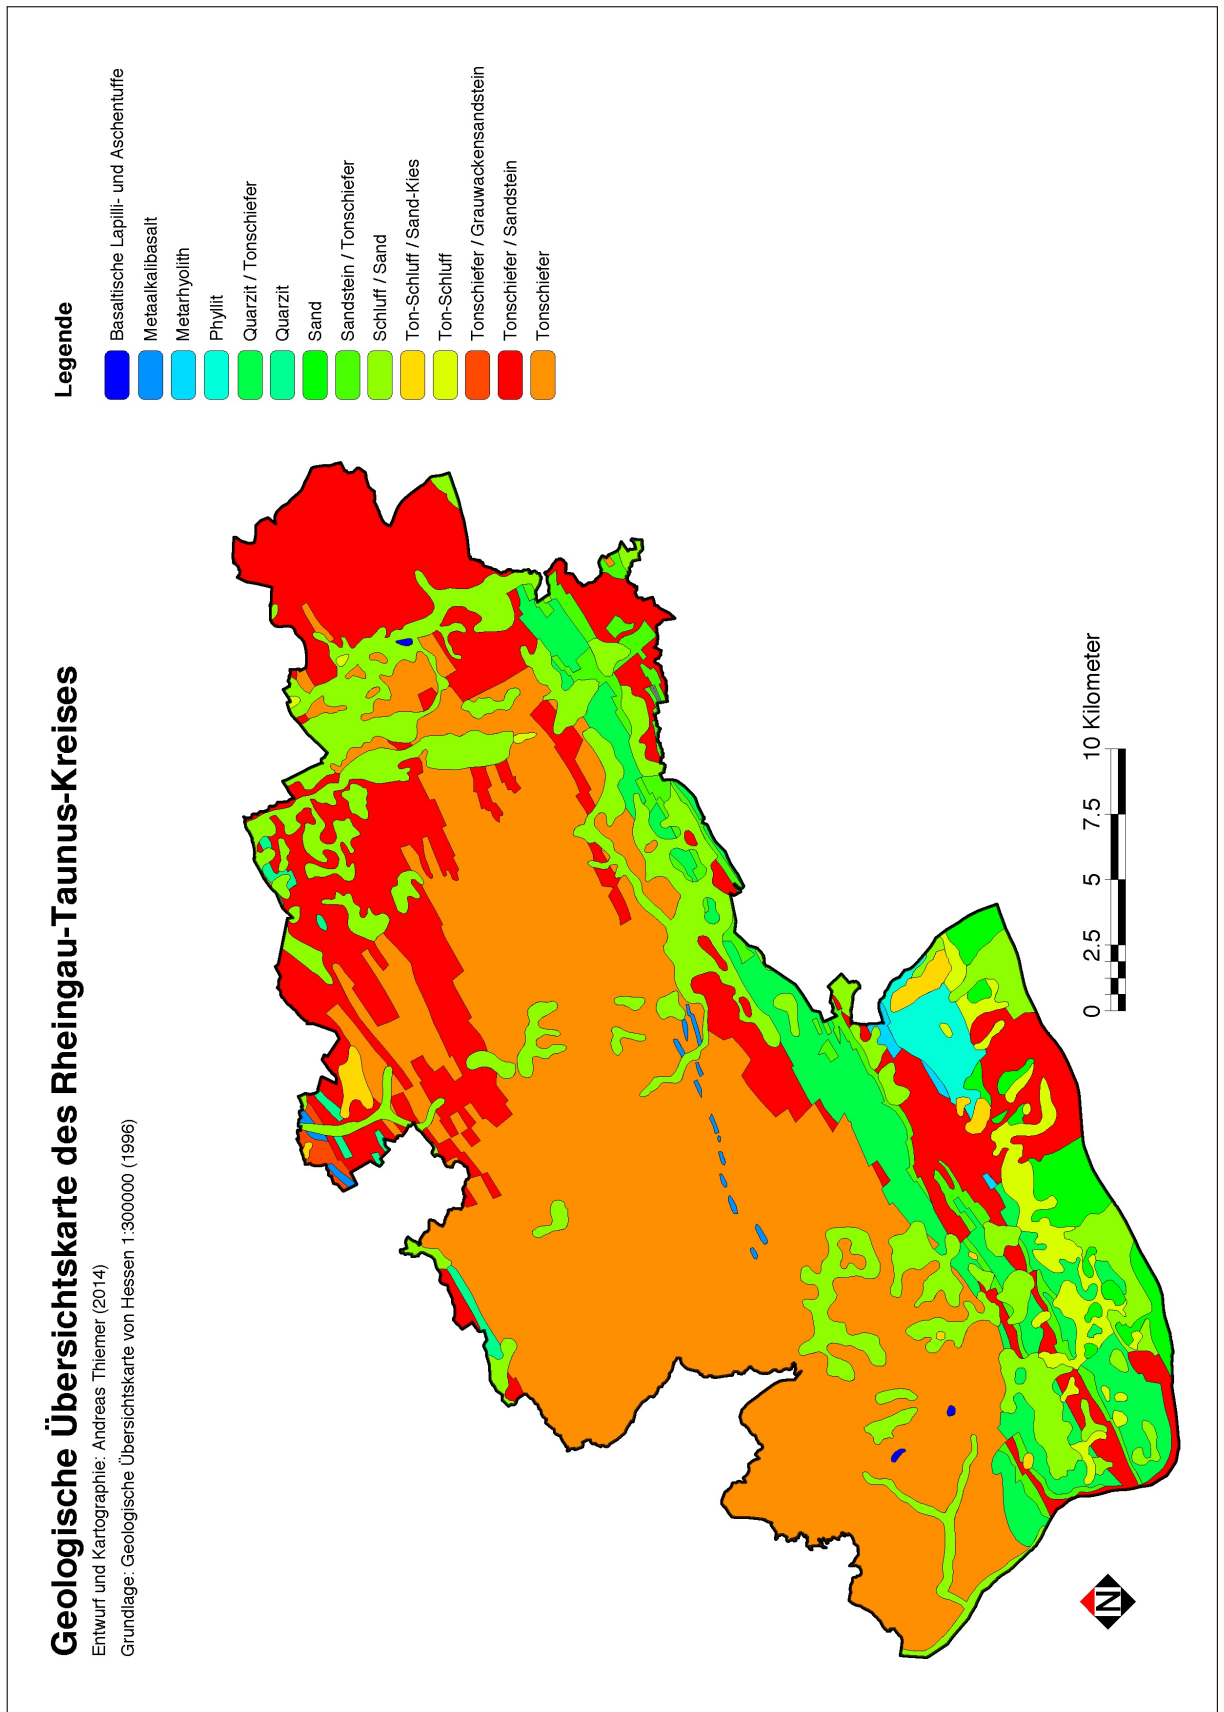 Geologische Übersichtskarte des Rheingau-Taunus-Kreises
Entwurf und Kartographie: Andreas Thiemer (2014)
Grundlage: Geologische Übersichtskarte von Hessen 1:300000 (1996)
Legende
Basaltische Lapilli- und Aschentuffe
Metaalkalibasalt
Metarhyolith
Phyllit
Quarzit / Tonschiefer
Quarzit
Sand
Sandstein / Tonschiefer
Schluff / Sand
Ton-Schluff / Sand-Kies
Ton-Schluff
Tonschiefer / Grauwackensandstein
Tonschiefer / Sandstein
Tonschiefer
0 2.5 5 7.5 10 Kilometer
N